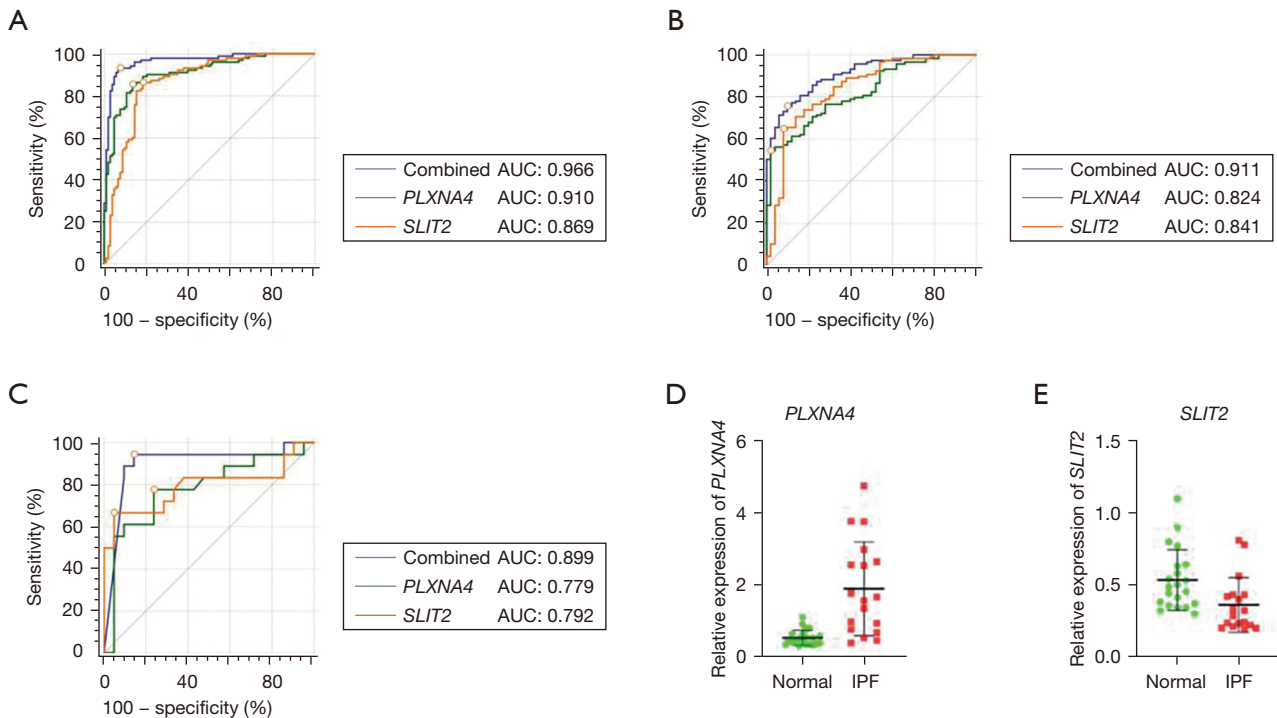 A
Sensitivity (%)
100
80
60
40
20
0
0 40 80
100 – specificity (%)
Combined AUC: 0.966
PLXNA4 AUC: 0.910
SLIT2 AUC: 0.869
B
Sensitivity (%)
100
80
60
40
20
0
0 40 80
100 – specificity (%)
Combined AUC: 0.911
PLXNA4 AUC: 0.824
SLIT2 AUC: 0.841
C
Sensitivity (%)
100
80
60
40
20
0
0 40 80
100 – specificity (%)
Combined AUC: 0.899
PLXNA4 AUC: 0.779
SLIT2 AUC: 0.792
D
PLXNA4
Relative expression of PLXNA4
6
4
2
0
Normal IPF
E
SLIT2
Relative expression of SLIT2
1.5
1.0
0.5
0.0
Normal IPF